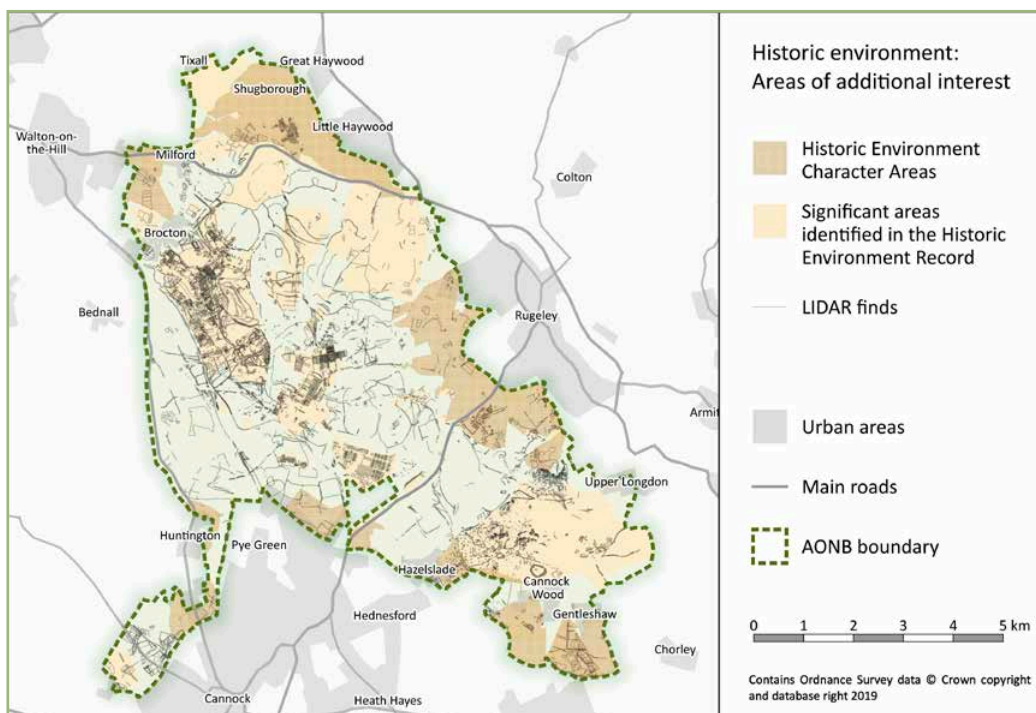 Tixall
Great Haywood
Shugborough
Little Haywood
Walton-on-
the-Hill
Milford
Colton
Brocton
Bednall
Rugeley
Armit
Upper Longdon
Huntington
Pye Green
Hazelslade
Cannock
Wood
Hednesford
Gentleshaw
Chorley
Cannock
Heath Hayes
Historic environment:
Areas of additional interest
Historic Environment
Character Areas
Significant areas
identified in the Historic
Environment Record
LIDAR finds
Urban areas
Main roads
AONB boundary
0 1 2 3 4 5 km
Contains Ordnance Survey data © Crown copyright
and database right 2019